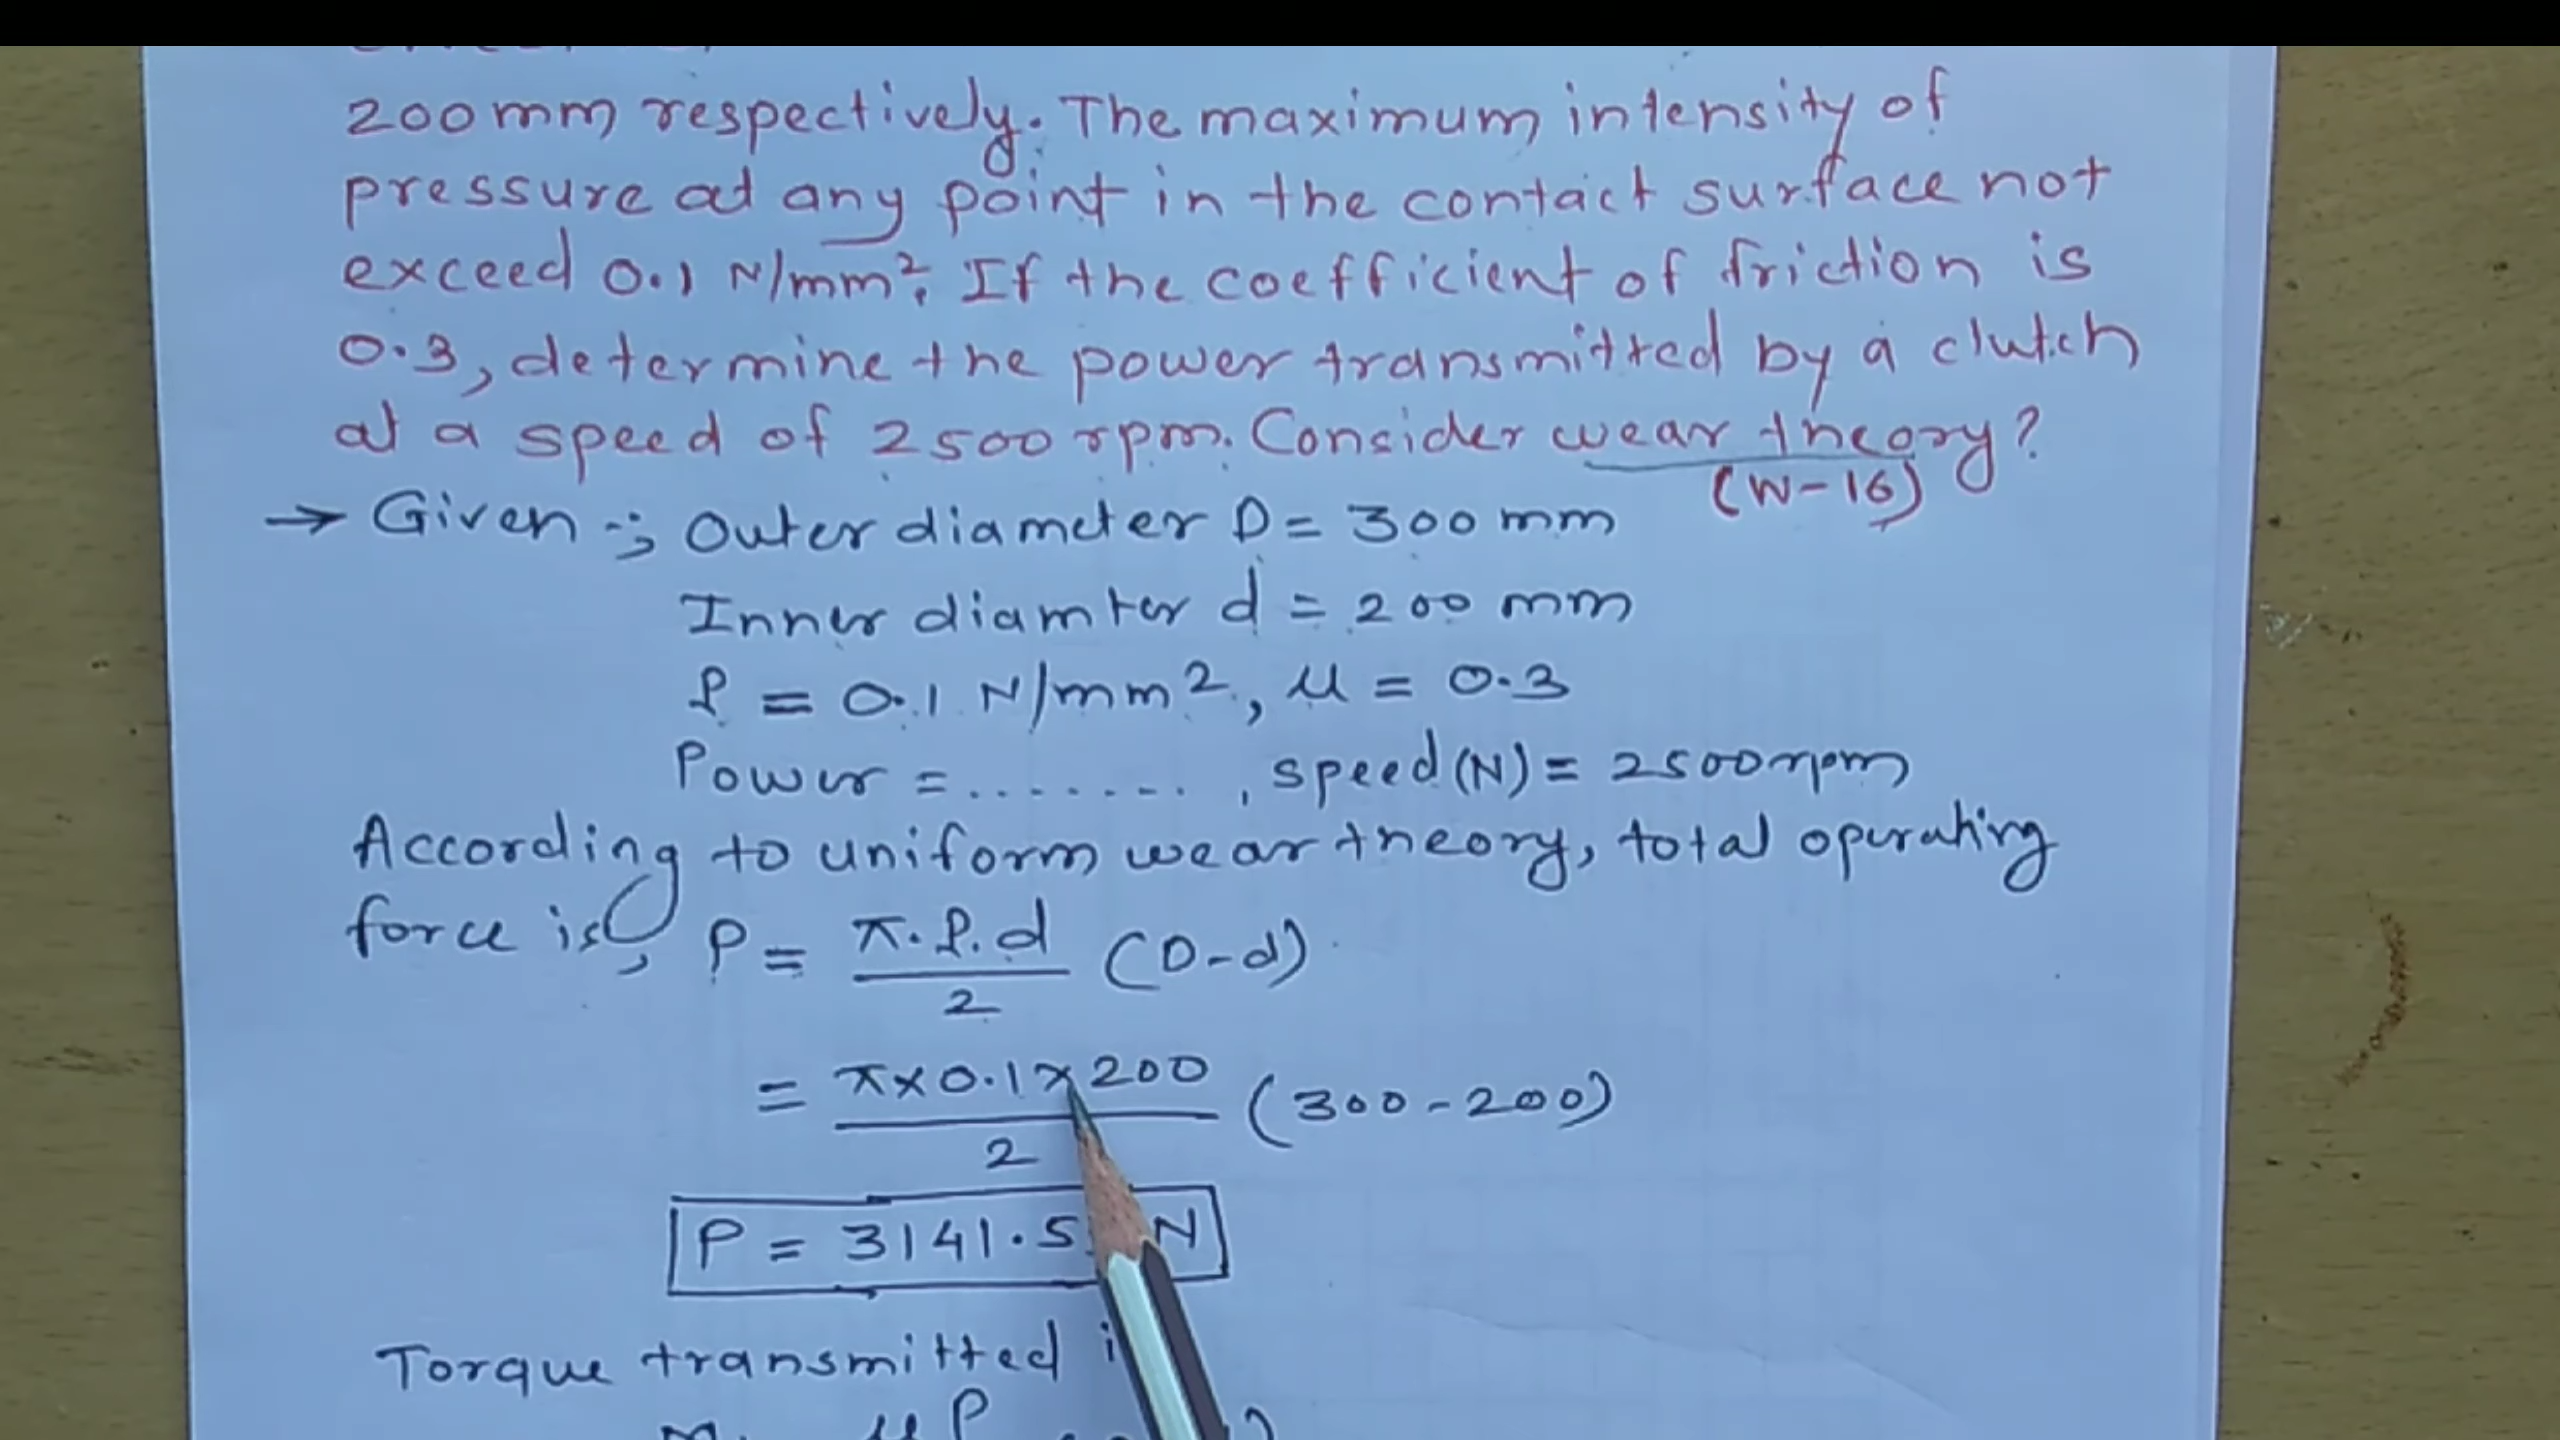 200mm respectively. The maximum intensity of
pressure at any point in the contact surface not
exceed 0.1 N/mm². If the coefficient of friction is
0.3, determine the power transmitted by a clutch
at a speed of 2500 rpm. Consider wear theory?
(W-16)
→ Given :- Outer diameter D = 300 mm
Inner diamter d = 200 mm
P = 0.1 N/mm², μ = 0.3
Power = ........, speed (N) = 2500rpm
According to uniform wear theory, total operating
force is, P = π.P.d/2 (D-d)
= π×0.1×200/2 (300-200)
P = 3141.5 N
Torque transmitted
μP